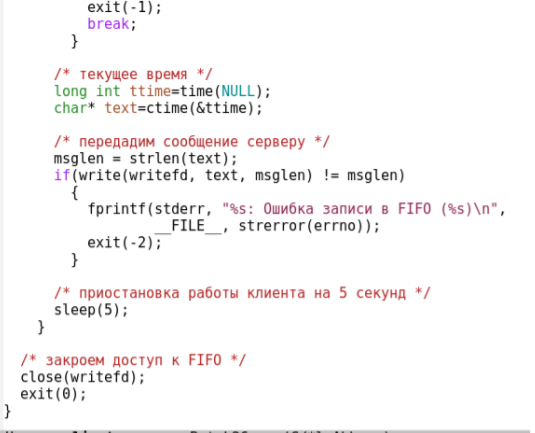 exit(-1);
break;
}
/* текущее время */
long int ttime=time(NULL);
char* text=ctime(&ttime);
/* передадим сообщение серверу */
msglen = strlen(text);
if(write(writefd, text, msglen) != msglen)
{
fprintf(stderr, "%s: Ошибка записи в FIFO (%s)\n",
__FILE__, strerror(errno));
exit(-2);
}
/* приостановка работы клиента на 5 секунд */
sleep(5);
}
/* закроем доступ к FIFO */
close(writefd);
exit(0);
}